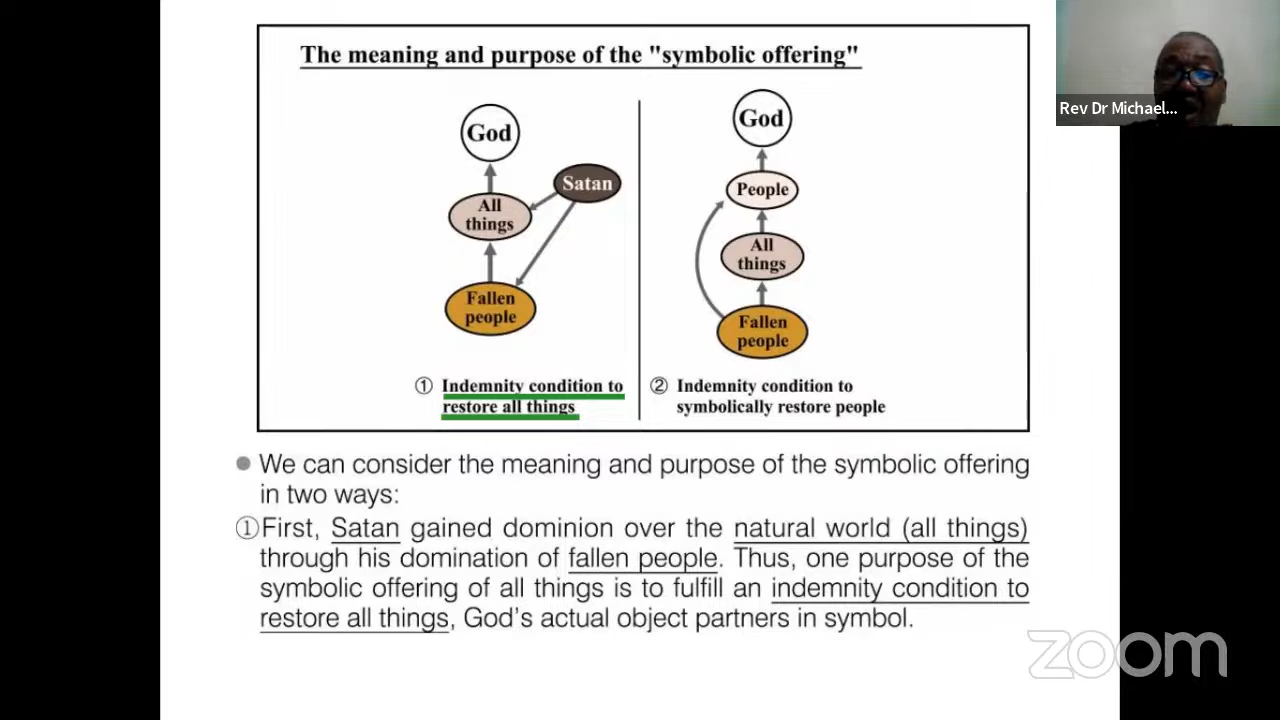 The meaning and purpose of the "symbolic offering"
God
Satan
All
things
Fallen
people
① Indemnity condition to
restore all things
God
People
All
things
Fallen
people
② Indemnity condition to
symbolically restore people
● We can consider the meaning and purpose of the symbolic offering
in two ways:
①First, Satan gained dominion over the natural world (all things)
through his domination of fallen people. Thus, one purpose of the
symbolic offering of all things is to fulfill an indemnity condition to
restore all things, God's actual object partners in symbol.
Rev Dr Michael...
zoom